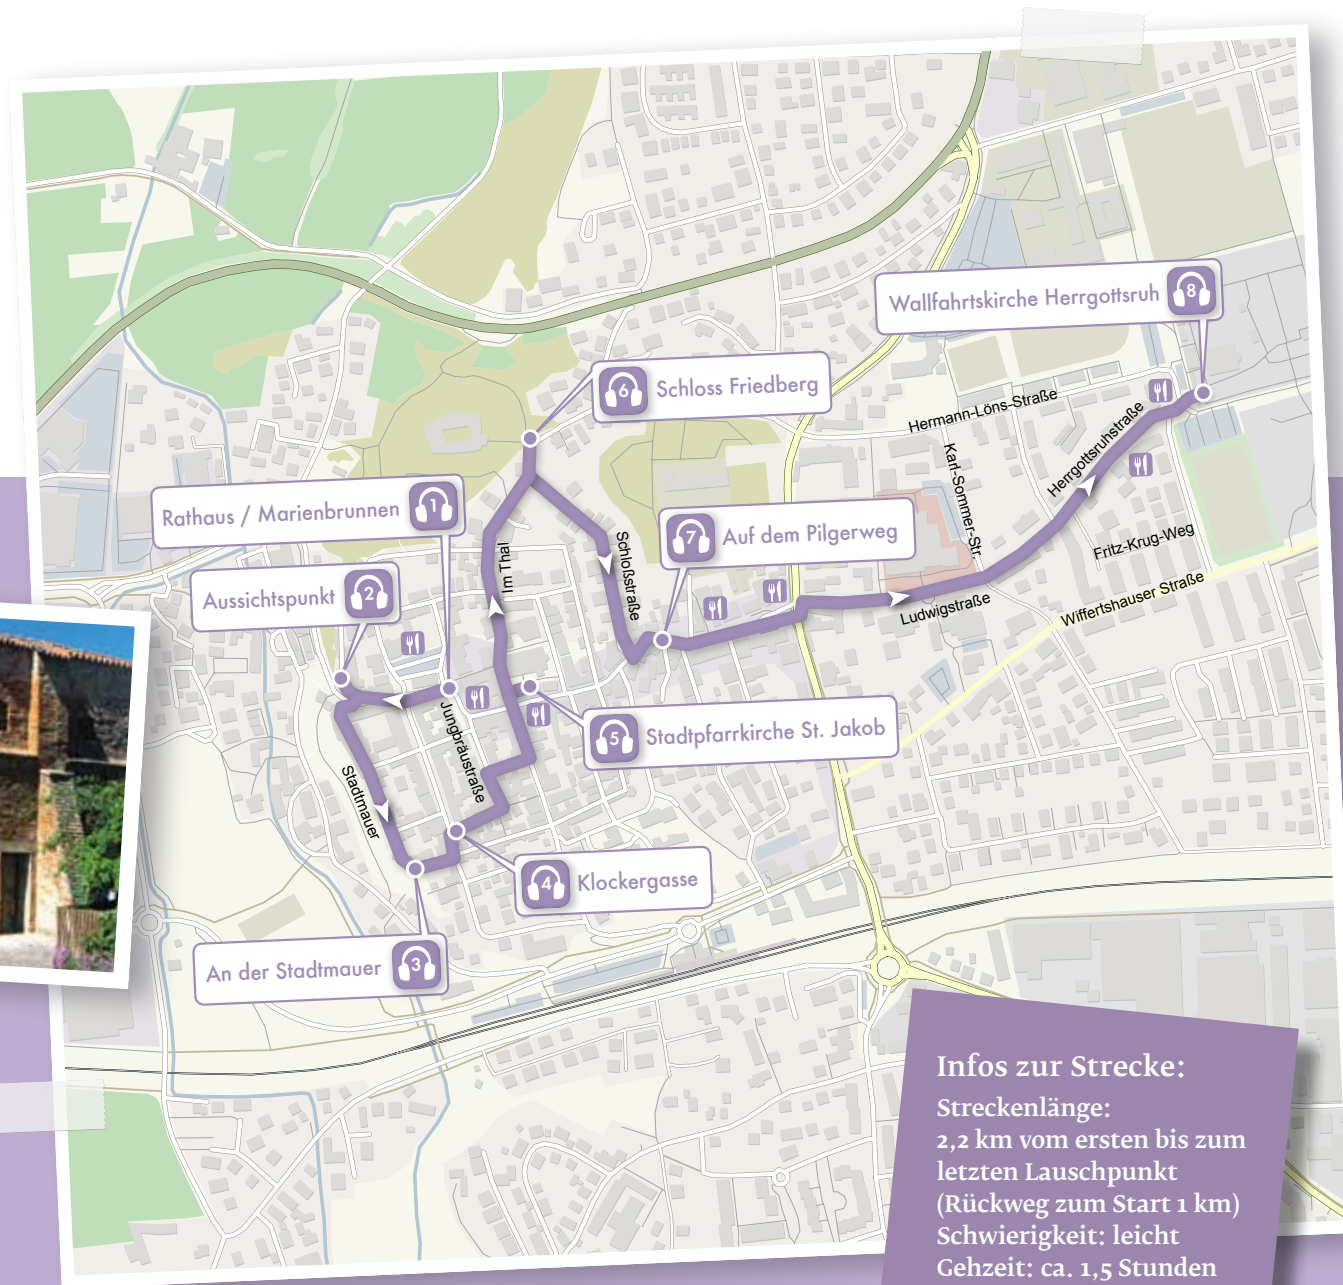 Wallfahrtskirche Herrgottsruh 8
6 Schloss Friedberg
Hermann-Löns-Straße
Herrgottsruhstraße
Karl-Sommer-Str.
Rathaus / Marienbrunnen 1
7 Auf dem Pilgerweg
Im Thal
Schloßstraße
Fritz-Krug-Weg
Aussichtspunkt 2
Ludwigstraße
Wiffertshauser Straße
Jungbräustraße
5 Stadtpfarrkirche St. Jakob
Stadtmauer
4 Klockergasse
An der Stadtmauer 3
Infos zur Strecke:
Streckenlänge:
2,2 km vom ersten bis zum
letzten Lauschpunkt
(Rückweg zum Start 1 km)
Schwierigkeit: leicht
Gehzeit: ca. 1,5 Stunden